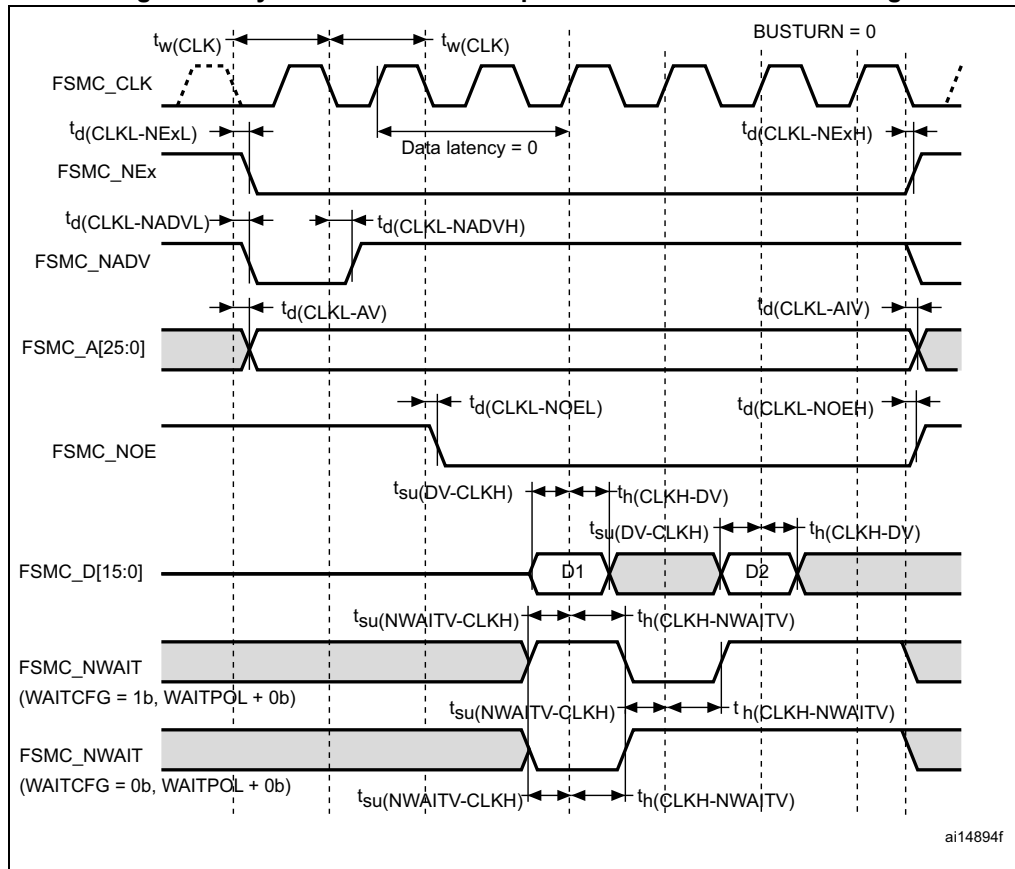 tw(CLK) tw(CLK) BUSTURN = 0
FSMC_CLK
td(CLKL-NExL) Data latency = 0 td(CLKL-NExH)
FSMC_NEx
td(CLKL-NADVL) td(CLKL-NADVH)
FSMC_NADV
td(CLKL-AV) td(CLKL-AIV)
FSMC_A[25:0]
td(CLKL-NOEL) td(CLKL-NOEH)
FSMC_NOE
tsu(DV-CLKH) th(CLKH-DV)
tsu(DV-CLKH) th(CLKH-DV)
FSMC_D[15:0] D1 D2
tsu(NWAITV-CLKH) th(CLKH-NWAITV)
FSMC_NWAIT
(WAITCFG = 1b, WAITPOL + 0b)
tsu(NWAITV-CLKH) t h(CLKH-NWAITV)
FSMC_NWAIT
(WAITCFG = 0b, WAITPOL + 0b)
tsu(NWAITV-CLKH) th(CLKH-NWAITV)
ai14894f